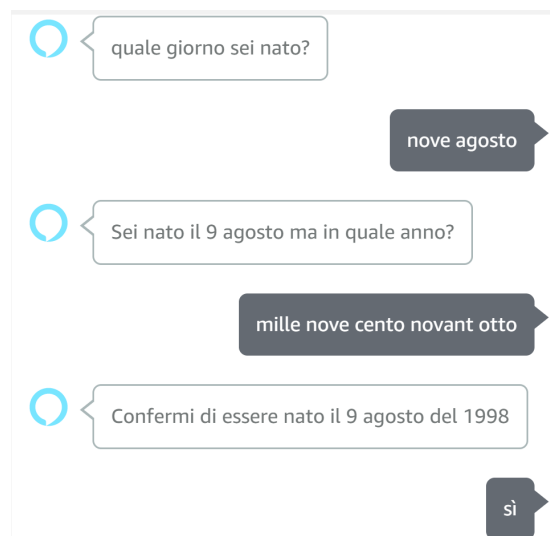 quale giorno sei nato?
nove agosto
Sei nato il 9 agosto ma in quale anno?
mille nove cento novant otto
Confermi di essere nato il 9 agosto del 1998
sì